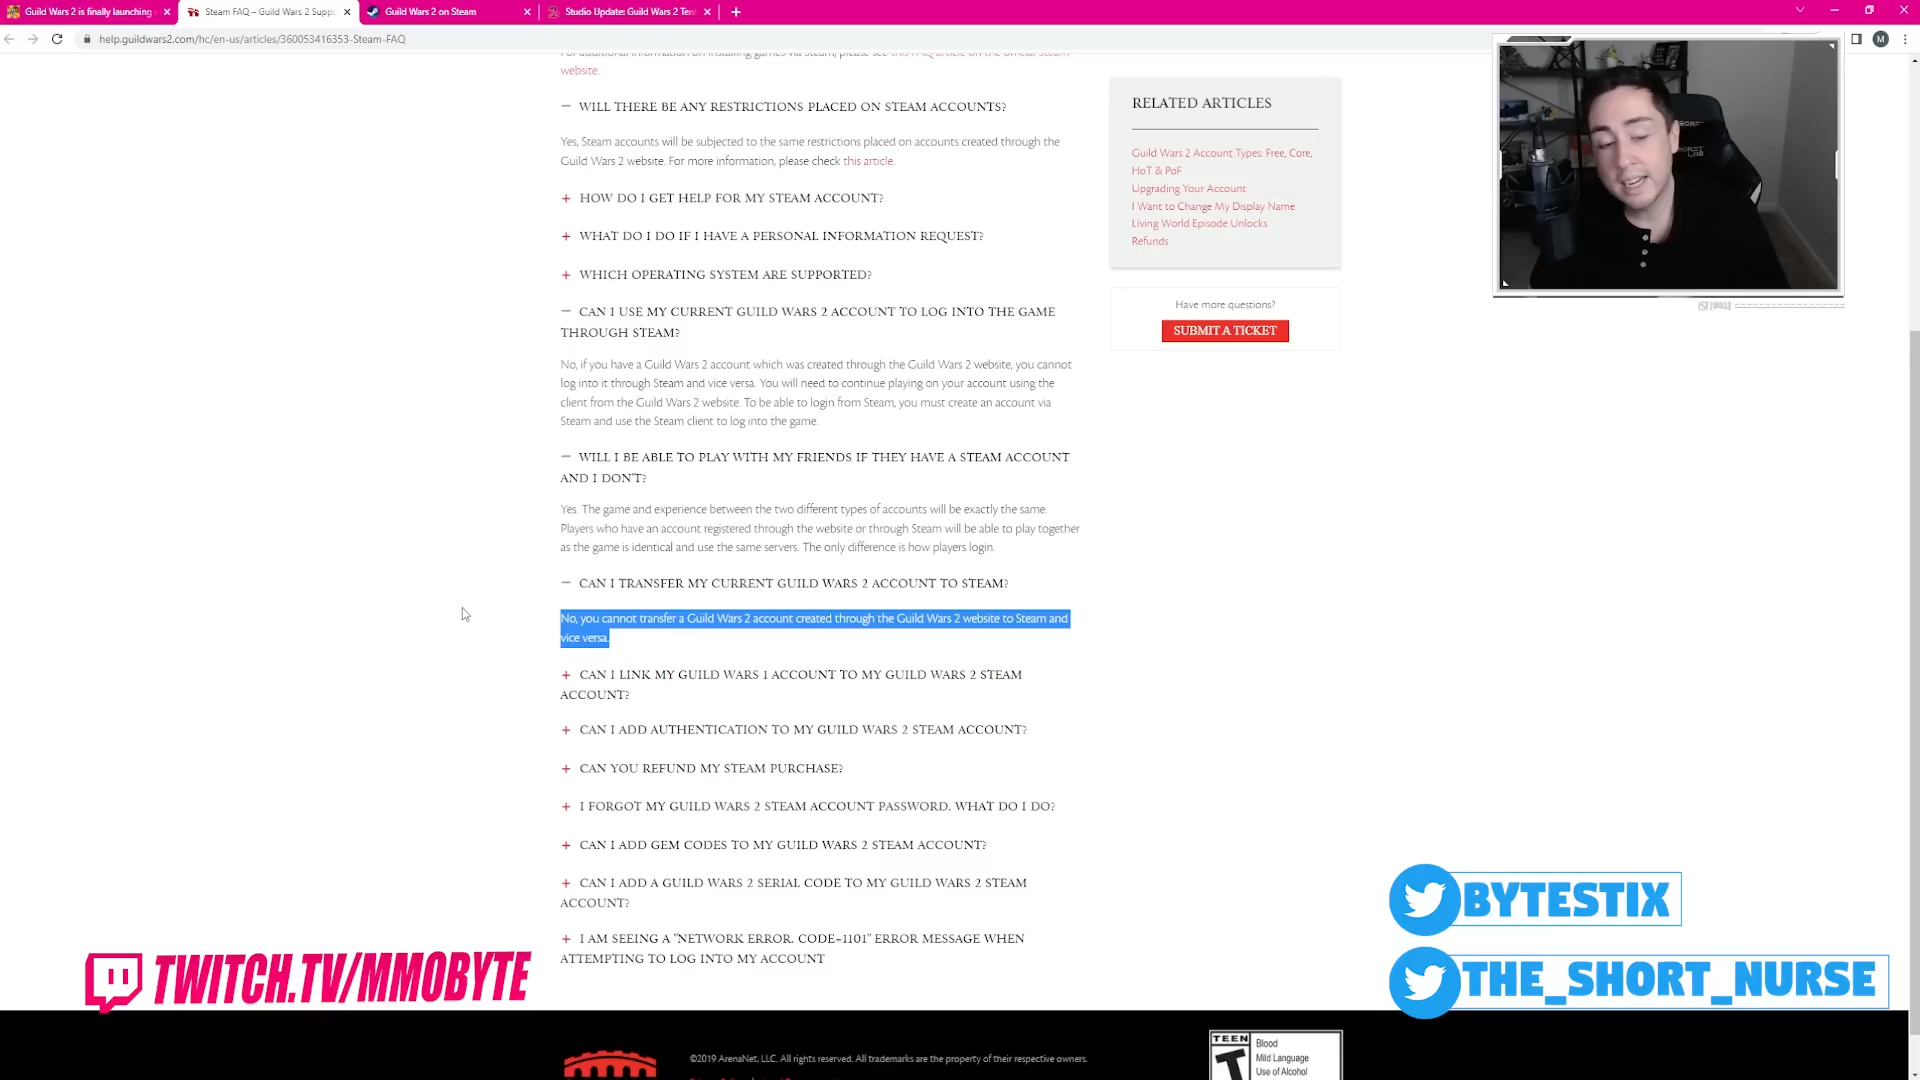 Guild Wars 2 is finally launching
Steam FAQ – Guild Wars 2 Supp
Guild Wars 2 on Steam
Studio Update: Guild Wars 2 Ten
help.guildwars2.com/hc/en-us/articles/360053416353-Steam-FAQ
M
For additional information on installing games via Steam, please see this FAQ article on the official Steam
website.
WILL THERE BE ANY RESTRICTIONS PLACED ON STEAM ACCOUNTS?
Yes, Steam accounts will be subjected to the same restrictions placed on accounts created through the
Guild Wars 2 website. For more information, please check this article.
HOW DO I GET HELP FOR MY STEAM ACCOUNT?
WHAT DO I DO IF I HAVE A PERSONAL INFORMATION REQUEST?
WHICH OPERATING SYSTEM ARE SUPPORTED?
CAN I USE MY CURRENT GUILD WARS 2 ACCOUNT TO LOG INTO THE GAME
THROUGH STEAM?
No, if you have a Guild Wars 2 account which was created through the Guild Wars 2 website, you cannot
log into it through Steam and vice versa. You will need to continue playing on your account using the
client from the Guild Wars 2 website. To be able to login from Steam, you must create an account via
Steam and use the Steam client to log into the game.
WILL I BE ABLE TO PLAY WITH MY FRIENDS IF THEY HAVE A STEAM ACCOUNT
AND I DON'T?
Yes. The game and experience between the two different types of accounts will be exactly the same.
Players who have an account registered through the website or through Steam will be able to play together
as the game is identical and use the same servers. The only difference is how players login.
CAN I TRANSFER MY CURRENT GUILD WARS 2 ACCOUNT TO STEAM?
No, you cannot transfer a Guild Wars 2 account created through the Guild Wars 2 website to Steam and
vice versa.
CAN I LINK MY GUILD WARS 1 ACCOUNT TO MY GUILD WARS 2 STEAM
ACCOUNT?
CAN I ADD AUTHENTICATION TO MY GUILD WARS 2 STEAM ACCOUNT?
CAN YOU REFUND MY STEAM PURCHASE?
I FORGOT MY GUILD WARS 2 STEAM ACCOUNT PASSWORD. WHAT DO I DO?
CAN I ADD GEM CODES TO MY GUILD WARS 2 STEAM ACCOUNT?
CAN I ADD A GUILD WARS 2 SERIAL CODE TO MY GUILD WARS 2 STEAM
ACCOUNT?
I AM SEEING A "NETWORK ERROR. CODE=1101" ERROR MESSAGE WHEN
ATTEMPTING TO LOG INTO MY ACCOUNT
RELATED ARTICLES
Guild Wars 2 Account Types: Free, Core,
HoT & PoF
Upgrading Your Account
I Want to Change My Display Name
Living World Episode Unlocks
Refunds
Have more questions?
SUBMIT A TICKET
TWITCH.TV/MMOBYTE
BYTESTIX
THE_SHORT_NURSE
©2019 ArenaNet, LLC. All rights reserved. All trademarks are the property of their respective owners.
TEEN
T
Blood
Mild Language
Use of Alcohol